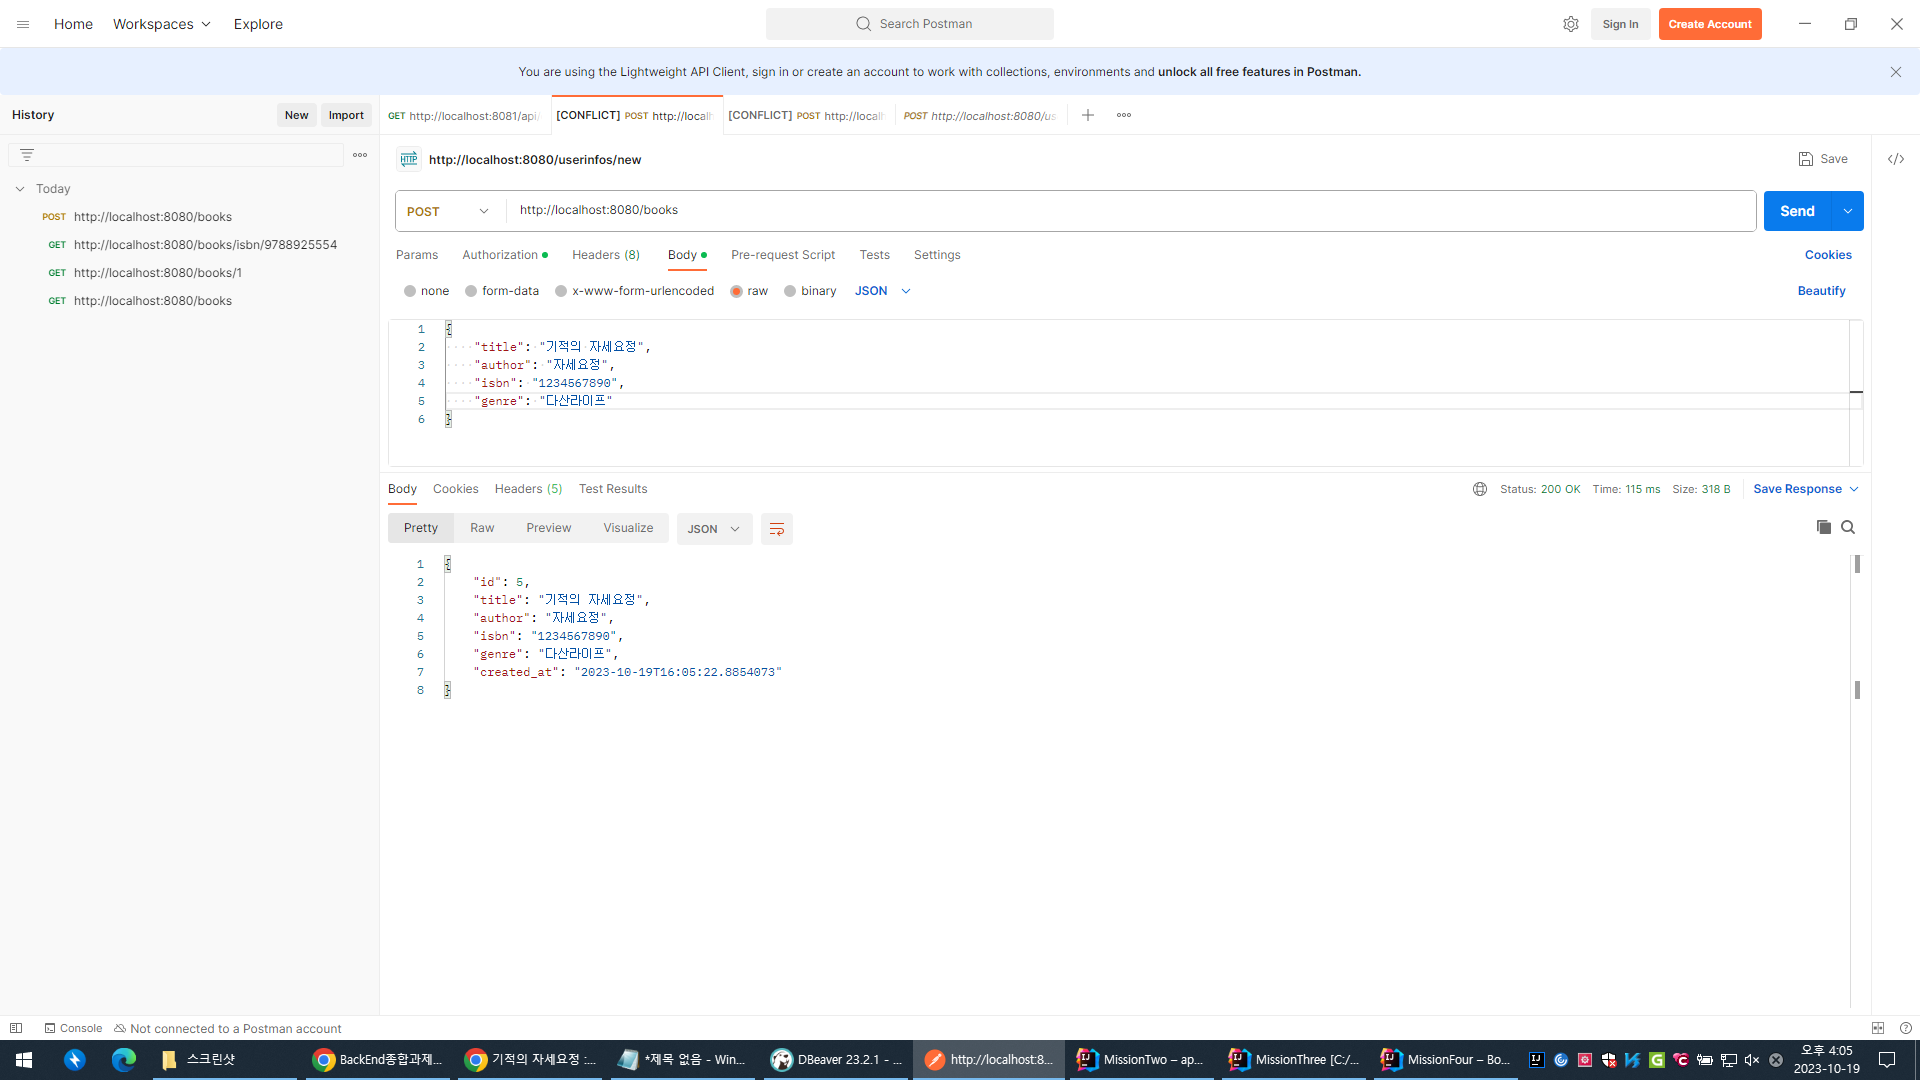 Home Workspaces Explore Search Postman Sign In Create Account
You are using the Lightweight API Client, sign in or create an account to work with collections, environments and unlock all free features in Postman.
History New Import
GET http://localhost:8081/api/
[CONFLICT] POST http://local
[CONFLICT] POST http://local
POST http://localhost:8080/us
HTTP http://localhost:8080/userinfos/new Save
Today
POST http://localhost:8080/books
GET http://localhost:8080/books/isbn/9788925554
GET http://localhost:8080/books/1
GET http://localhost:8080/books
POST http://localhost:8080/books Send
Params Authorization Headers (8) Body Pre-request Script Tests Settings Cookies
none form-data x-www-form-urlencoded raw binary JSON Beautify
1 {
2 "title": "기적의 자세요정",
3 "author": "자세요정",
4 "isbn": "1234567890",
5 "genre": "다산라이프"
6 }
Body Cookies Headers (5) Test Results Status: 200 OK Time: 115 ms Size: 318 B Save Response
Pretty Raw Preview Visualize JSON
1 {
2 "id": 5,
3 "title": "기적의 자세요정",
4 "author": "자세요정",
5 "isbn": "1234567890",
6 "genre": "다산라이프",
7 "created_at": "2023-10-19T16:05:22.8854073"
8 }
Console Not connected to a Postman account
스크린샷 BackEnd종합과제... 기적의 자세요정 :... *제목 없음 - Win... DBeaver 23.2.1 - ... http://localhost:8... MissionTwo – ap... MissionThree [C:/... MissionFour – Bo... 오후 4:05
2023-10-19